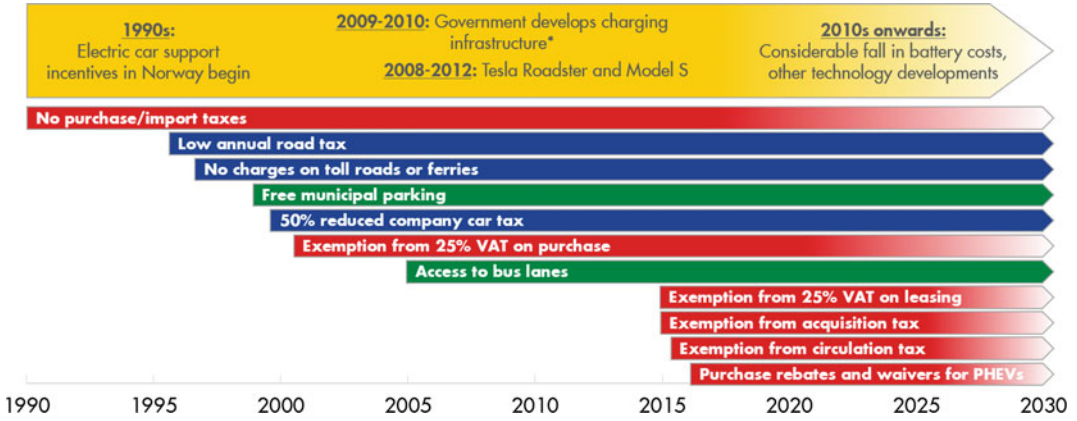 1990s:
Electric car support
incentives in Norway begin
2009-2010: Government develops charging
infrastructure*
2008-2012: Tesla Roadster and Model S
2010s onwards:
Considerable fall in battery costs,
other technology developments
No purchase/import taxes
Low annual road tax
No charges on toll roads or ferries
Free municipal parking
50% reduced company car tax
Exemption from 25% VAT on purchase
Access to bus lanes
Exemption from 25% VAT on leasing
Exemption from acquisition tax
Exemption from circulation tax
Purchase rebates and waivers for PHEVs
1990 1995 2000 2005 2010 2015 2020 2025 2030